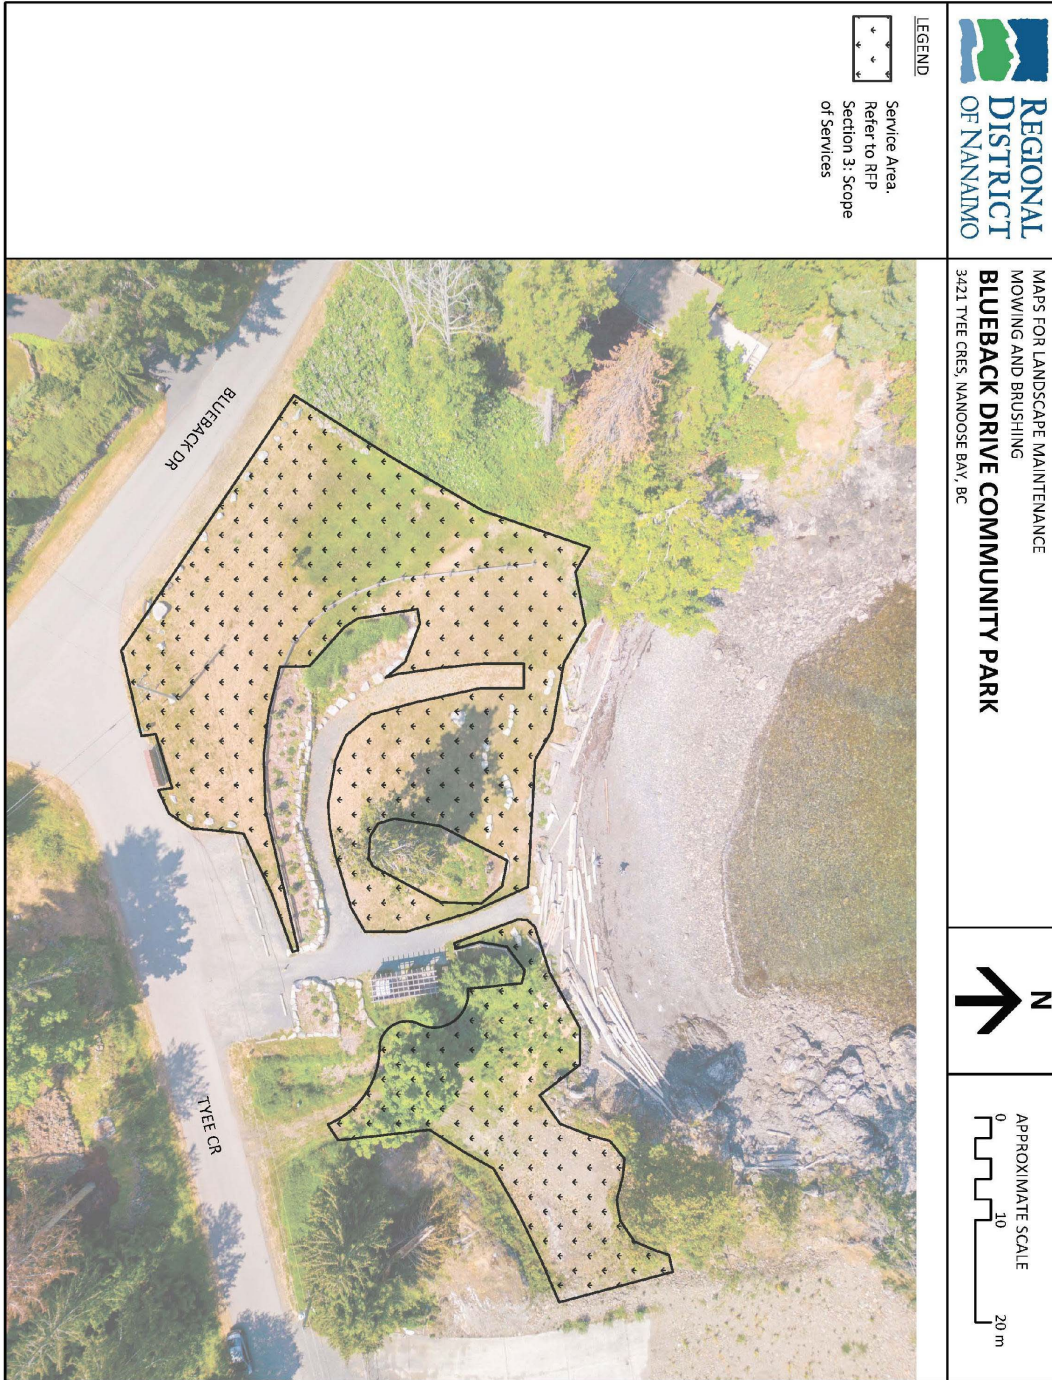 REGIONAL
DISTRICT
OF NANAIMO
MAPS FOR LANDSCAPE MAINTENANCE
MOWING AND BRUSHING
BLUEBACK DRIVE COMMUNITY PARK
3421 TYEE CRES, NANOOSE BAY, BC
N
APPROXIMATE SCALE
0 10 20 m
LEGEND
Service Area.
Refer to RFP
Section 3: Scope
of Services
BLUEBACK DR
TYEE CR